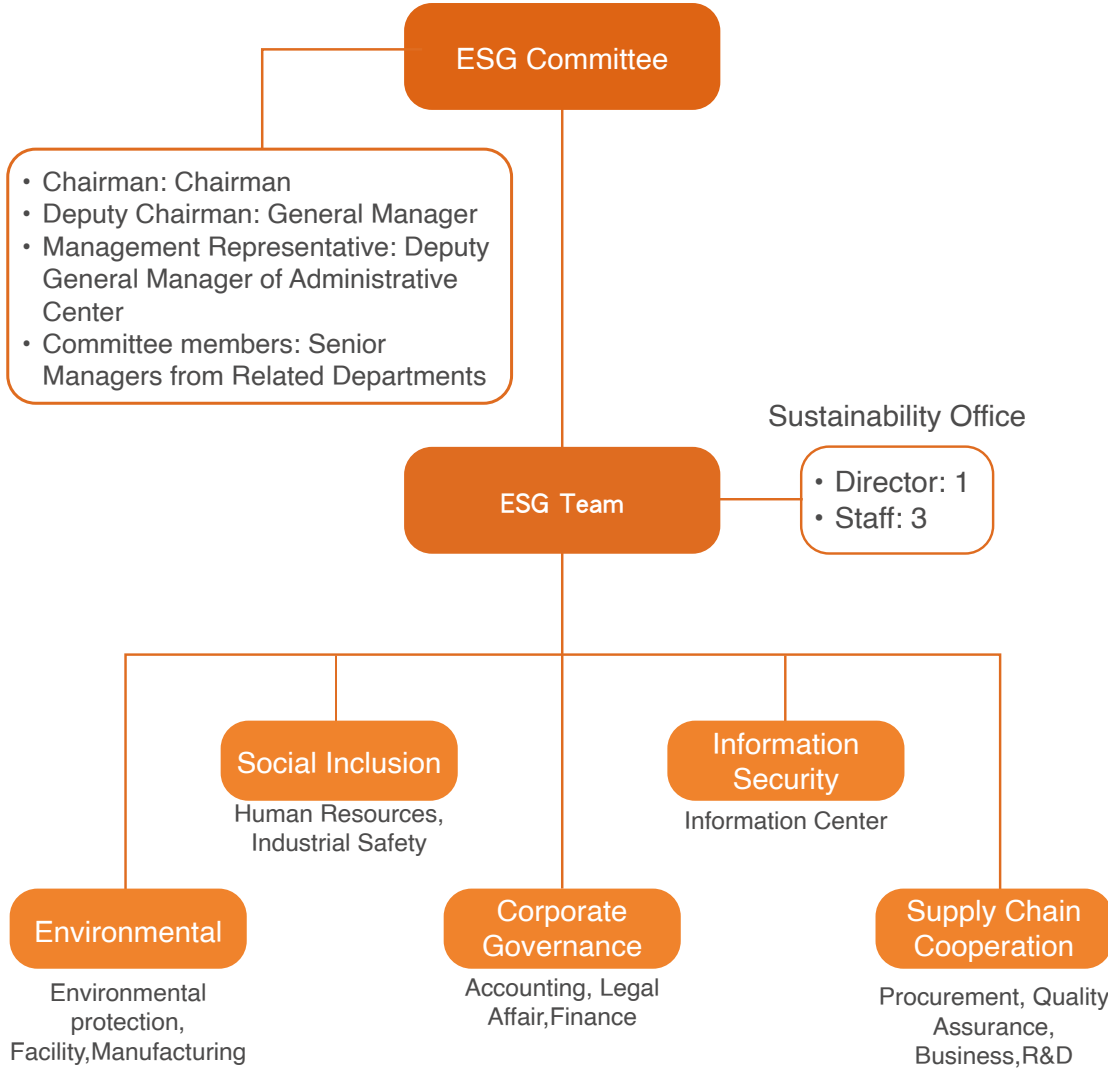 ESG Committee
• Chairman: Chairman
• Deputy Chairman: General Manager
• Management Representative: Deputy
General Manager of Administrative
Center
• Committee members: Senior
Managers from Related Departments
Sustainability Office
ESG Team
• Director: 1
• Staff: 3
Social Inclusion
Human Resources,
Industrial Safety
Information
Security
Information Center
Environmental
Environmental
protection,
Facility,Manufacturing
Corporate
Governance
Accounting, Legal
Affair,Finance
Supply Chain
Cooperation
Procurement, Quality
Assurance,
Business,R&D